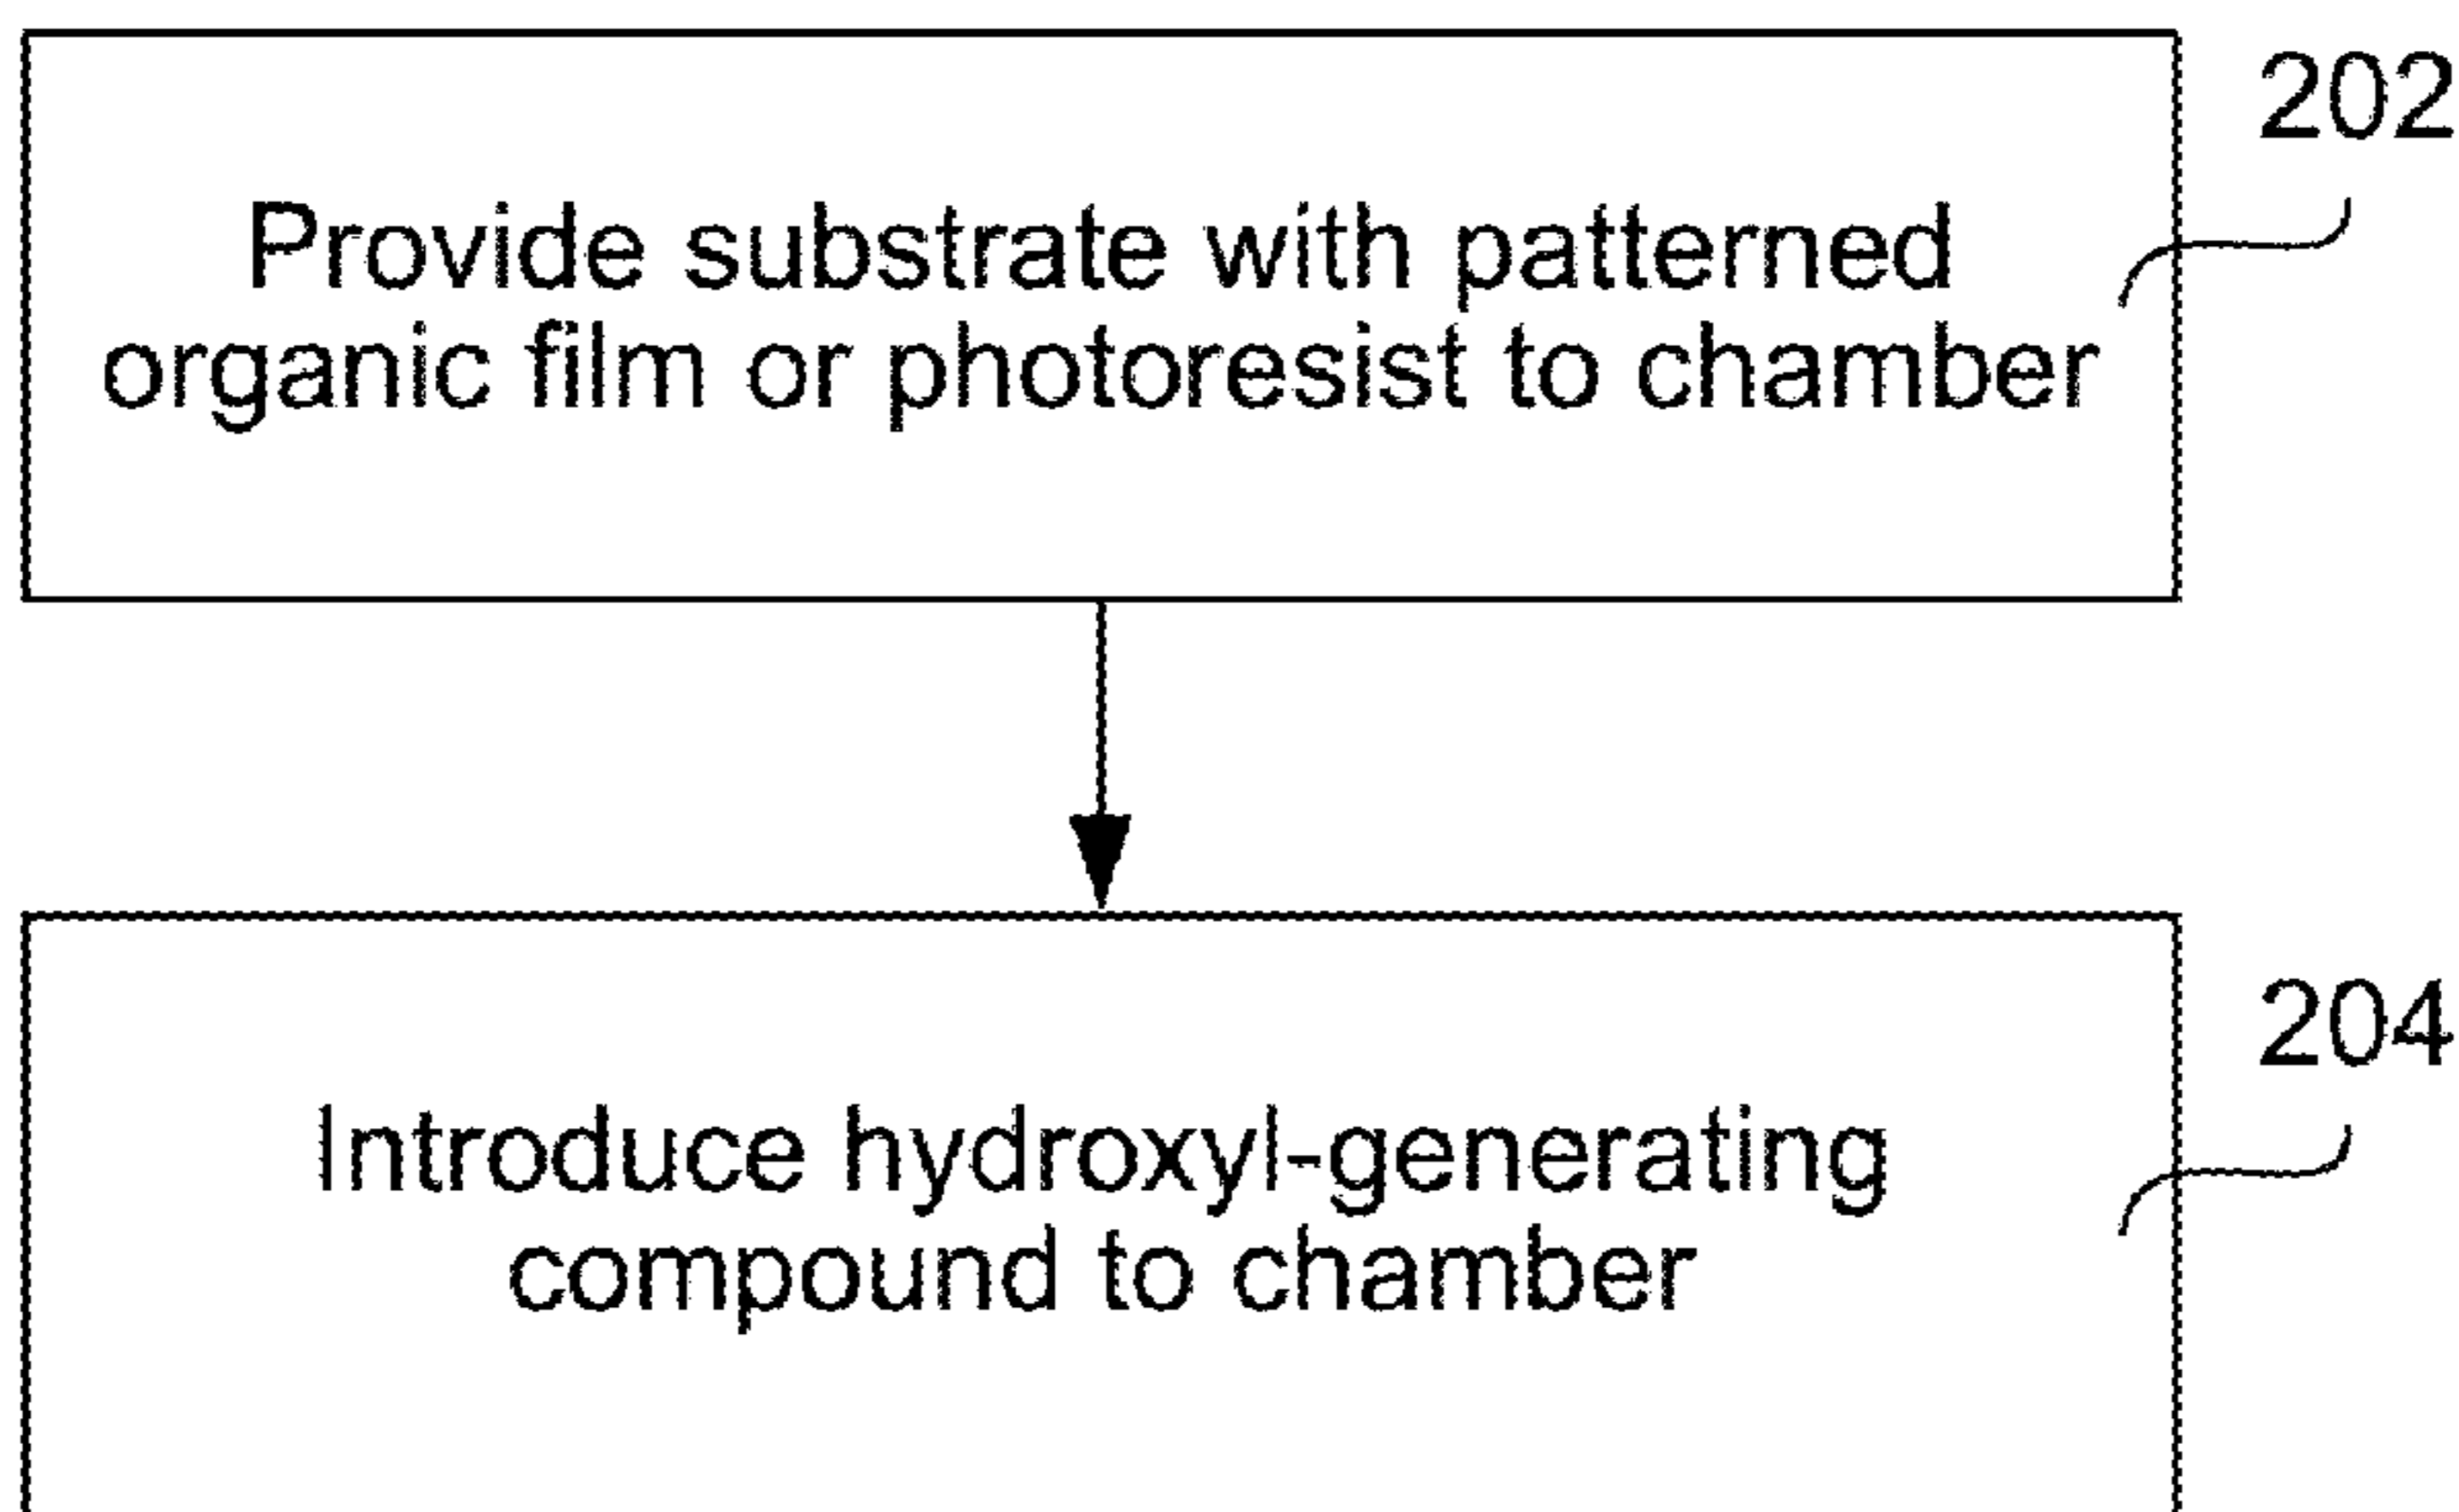 202
Provide substrate with patterned
organic film or photoresist to chamber
204
Introduce hydroxyl-generating
compound to chamber